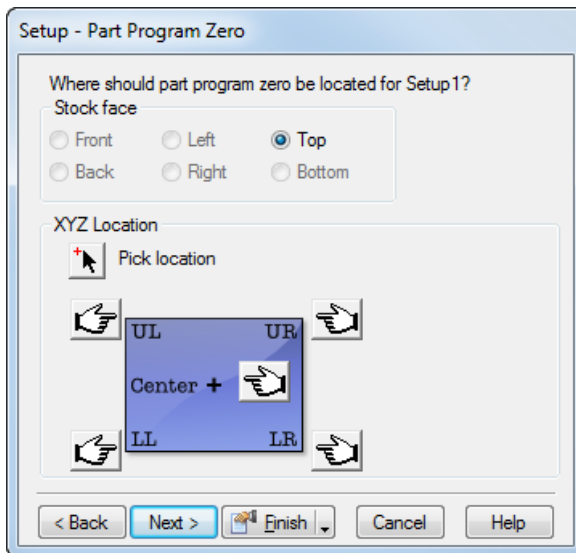 Setup - Part Program Zero
Where should part program zero be located for Setup1?
Stock face
Front Left Top
Back Right Bottom
XYZ Location
Pick location
UL UR
Center +
LL LR
< Back Next > Finish Cancel Help